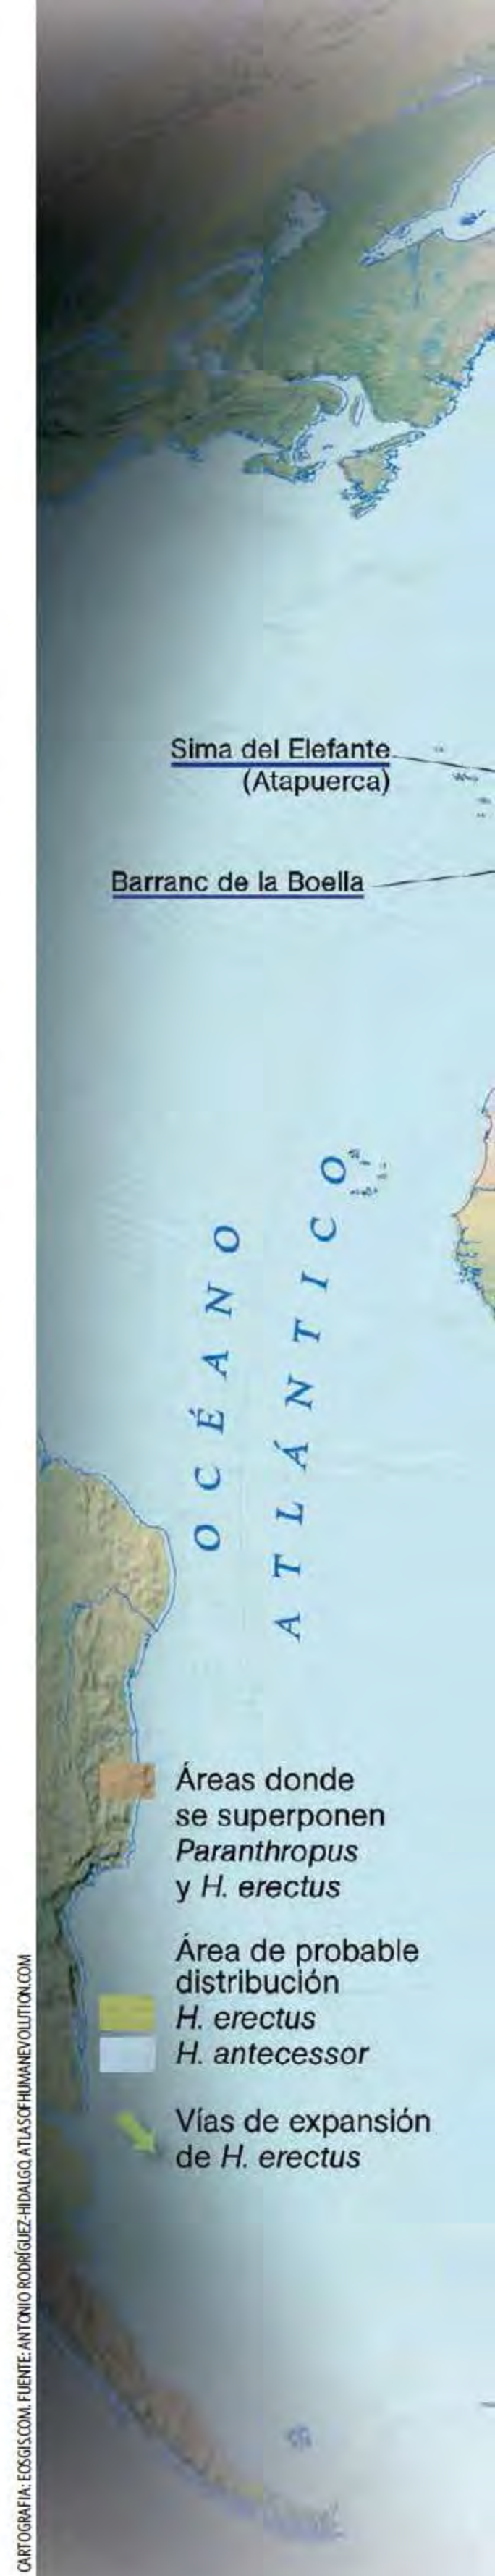 Sima del Elefante
(Atapuerca)
Barranc de la Boella
OCÉANO
ATLÁNTICO
Áreas donde
se superponen
Paranthropus
y H. erectus
Área de probable
distribución
H. erectus
H. antecessor
Vías de expansión
de H. erectus
CARTOGRAFIA: EOSGIS.COM. FUENTE: ANTONIO RODRÍGUEZ-HIDALGO, ATLASOFHUMANEVOLUTION.COM